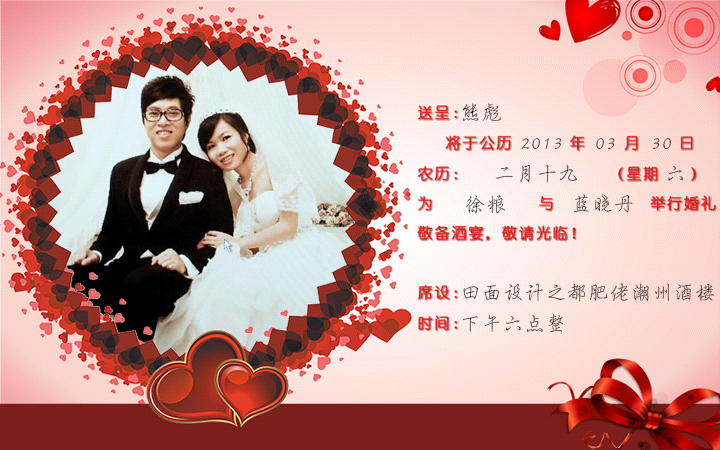 送呈：熊彪
将于公历 2013 年 03 月 30 日
农历： 二月十九 （星期 六）
为 徐粮 与 蓝晓丹 举行婚礼
敬备酒宴，敬请光临！
席设：田面设计之都肥佬潮州酒楼
时间：下午六点整